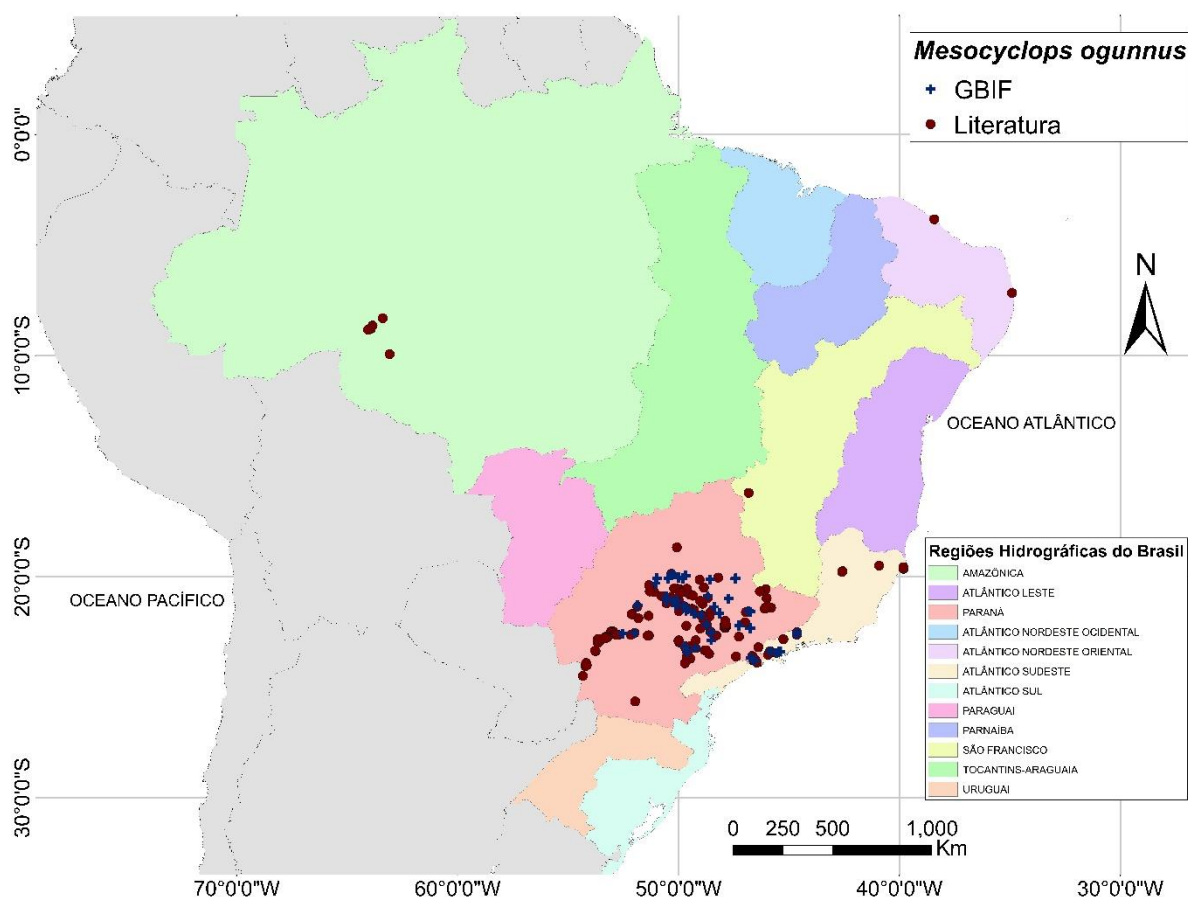 Mesocyclops ogunnus
GBIF
Literatura
0°0'0"
10°0'0"S
20°0'0"S
30°0'0"S
N
OCEANO ATLÂNTICO
OCEANO PACÍFICO
Regiões Hidrográficas do Brasil
AMAZÔNICA
ATLÂNTICO LESTE
PARANÁ
ATLÂNTICO NORDESTE OCIDENTAL
ATLÂNTICO NORDESTE ORIENTAL
ATLÂNTICO SUDESTE
ATLÂNTICO SUL
PARAGUAI
PARNAÍBA
SÃO FRANCISCO
TOCANTINS-ARAGUAIA
URUGUAI
0 250 500 1,000
Km
70°0'0"W 60°0'0"W 50°0'0"W 40°0'0"W 30°0'0"W